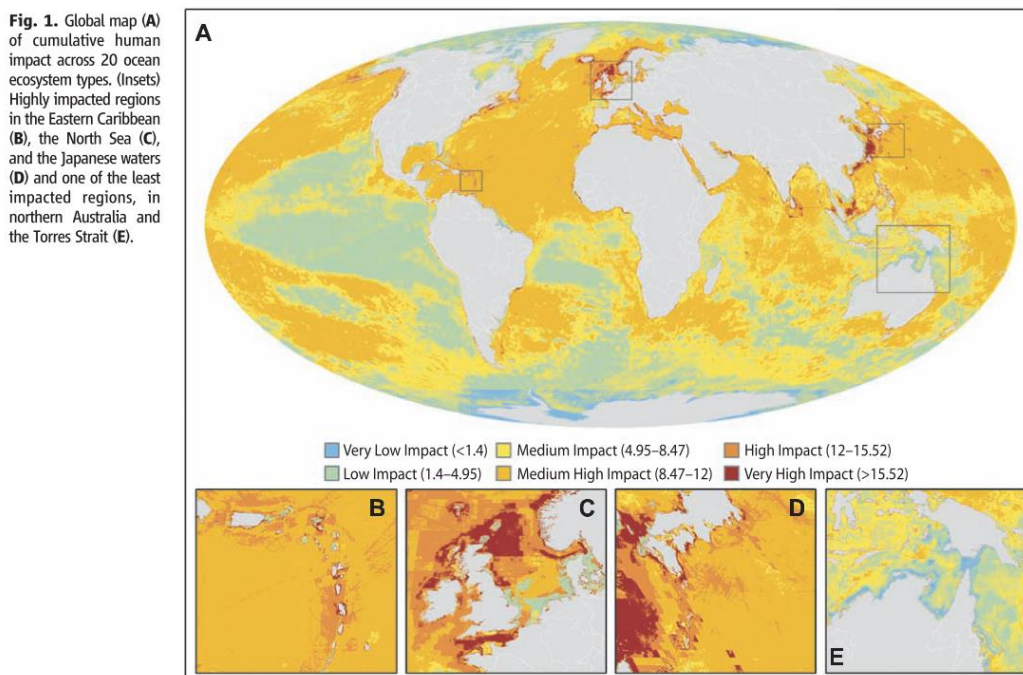 Fig. 1. Global map (A)
of cumulative human
impact across 20 ocean
ecosystem types. (Insets)
Highly impacted regions
in the Eastern Caribbean
(B), the North Sea (C),
and the Japanese waters
(D) and one of the least
impacted regions, in
northern Australia and
the Torres Strait (E).
A
Very Low Impact (<1.4)
Medium Impact (4.95–8.47)
High Impact (12–15.52)
Low Impact (1.4–4.95)
Medium High Impact (8.47–12)
Very High Impact (>15.52)
B
C
D
E